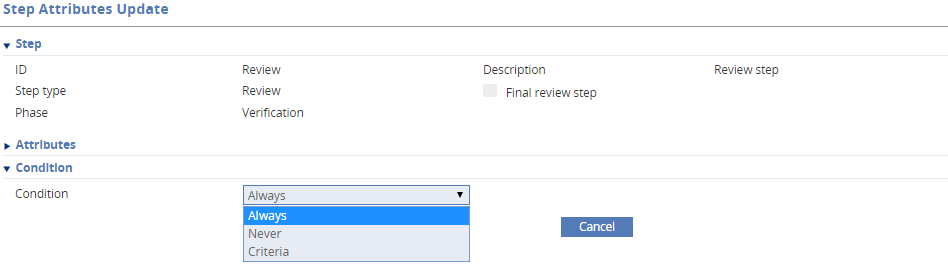 Step Attributes Update
Step
ID Review Description Review step
Step type Review Final review step
Phase Verification
Attributes
Condition
Condition Always
Always
Never
Criteria
Cancel